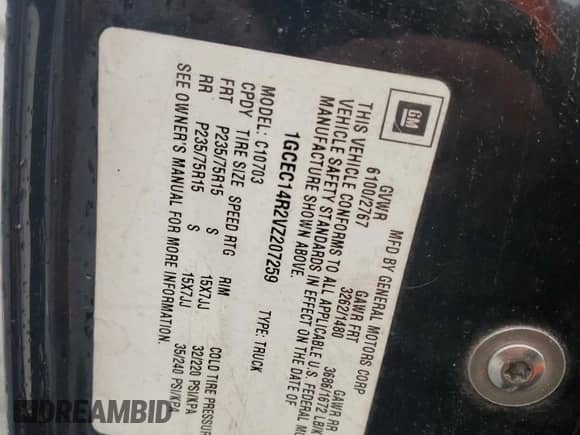 GM
MFD BY GENERAL MOTORS CORP
GVWR GAWR FRT GAWR RR
6100/2767 3262/1480 3686/1672 LB/K
THIS VEHICLE CONFORMS TO ALL APPLICABLE U.S. FEDERAL MO
VEHICLE SAFETY STANDARDS IN EFFECT ON THE DATE OF
MANUFACTURE SHOWN ABOVE.
1GCEC14R2VZ207259 TYPE: TRUCK
MODEL: C10703
CPDY TIRE SIZE SPEED RTG RIM COLD TIRE PRESSUR
FRT P235/75R15 S 15X7JJ 32/220 PSI/KPA
RR P235/75R15 S 15X7JJ 35/240 PSI/KPA
SEE OWNER'S MANUAL FOR MORE INFORMATION.
DREAMBID